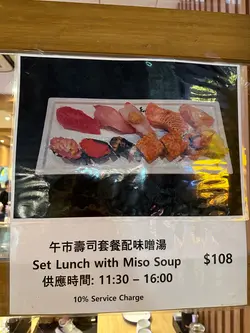 午市壽司套餐配味噌湯
Set Lunch with Miso Soup $108
供應時間: 11:30 – 16:00
10% Service Charge